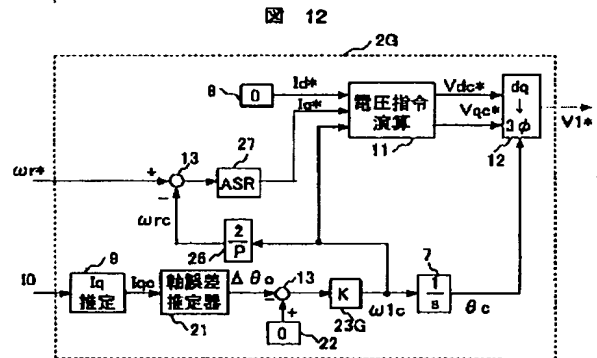 図 12
2G
8
0
Id*
Iq*
電圧指令
演算
11
Vdc*
Vqc*
dq
↓
3φ
12
V1*
ωr*
+
13
−
27
ASR
ωrc
2
P
26
I0
9
Iq
推定
Iqc
軸誤差
推定器
21
Δθc
13
−
+
0
22
K
23G
ω1c
7
1
s
θc